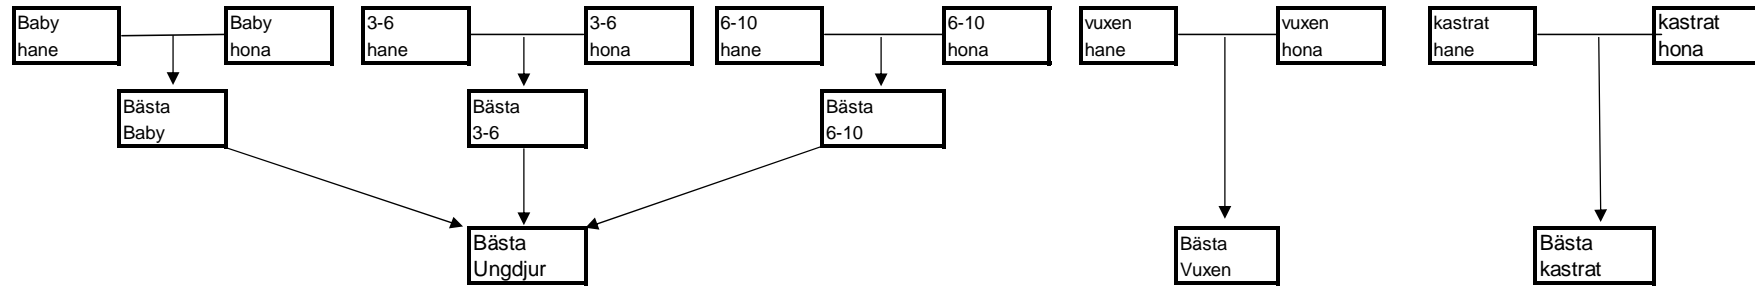 Baby
hane
Baby
hona
3-6
hane
3-6
hona
6-10
hane
6-10
hona
vuxen
hane
vuxen
hona
kastrat
hane
kastrat
hona
Bästa
Baby
Bästa
3-6
Bästa
6-10
Bästa
Ungdjur
Bästa
Vuxen
Bästa
kastrat